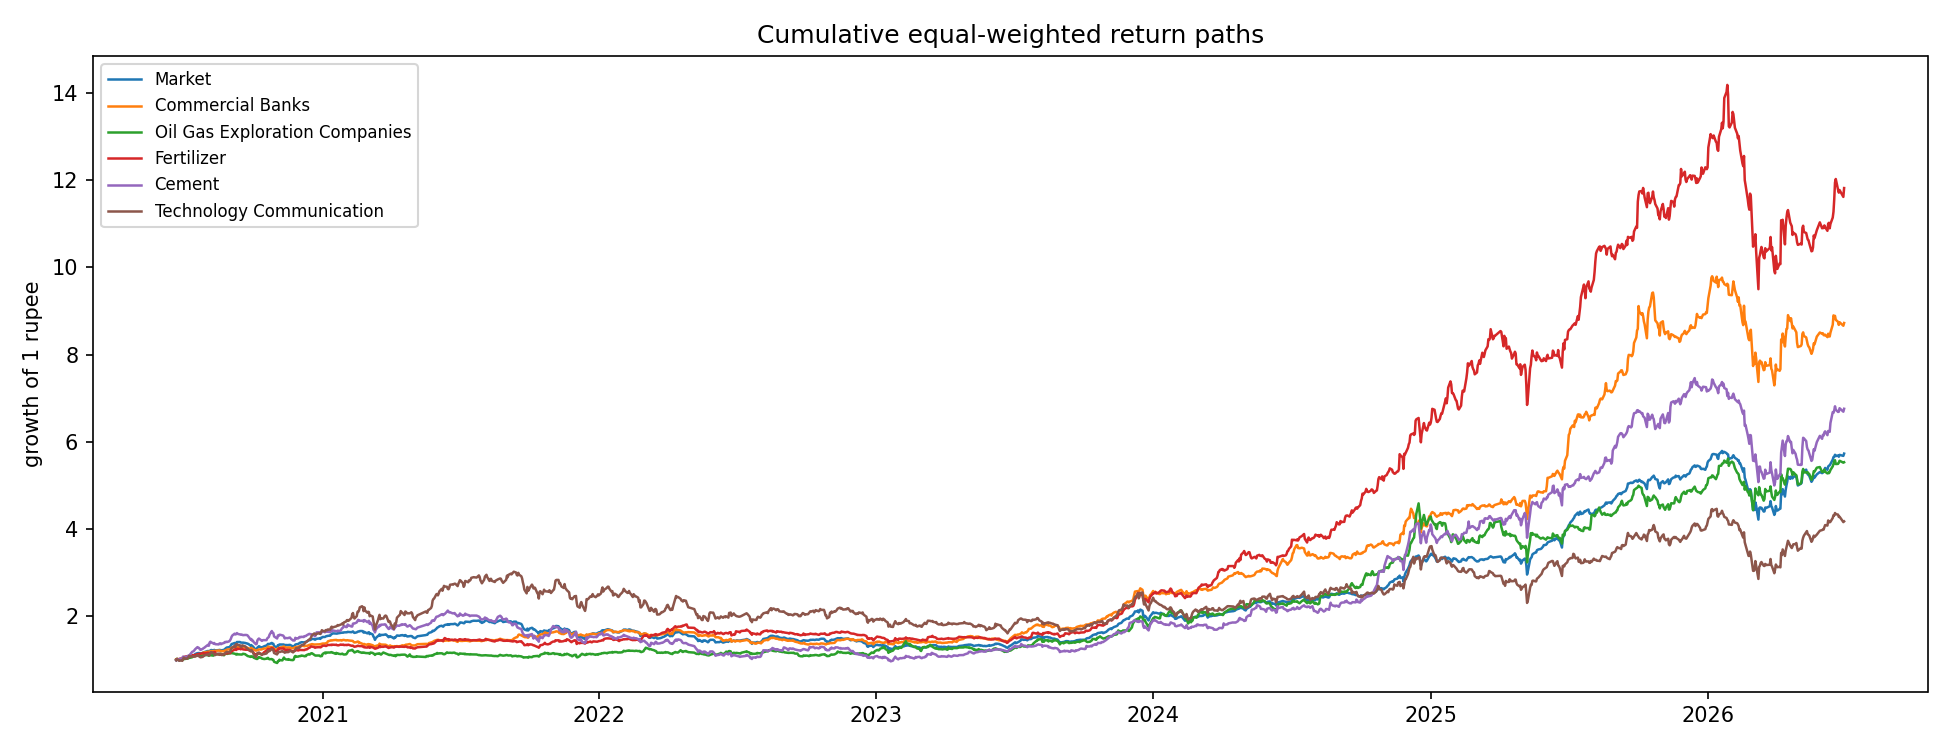 Cumulative equal-weighted return paths
Market
Commercial Banks
Oil Gas Exploration Companies
Fertilizer
Cement
Technology Communication
growth of 1 rupee
14
12
10
8
6
4
2
2021
2022
2023
2024
2025
2026